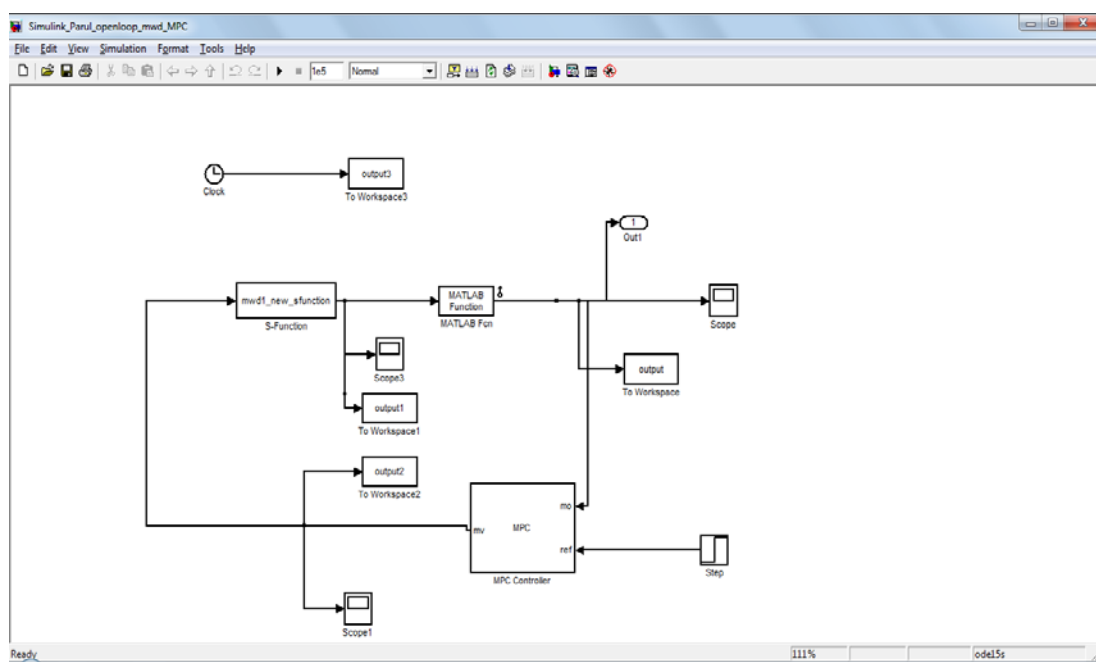 Simulink_Parul_openloop_mwd_MPC
File Edit View Simulation Format Tools Help
1e5 Normal
output3
Clock
To Workspace3
1
Out1
mwd1_new_sfunction
S-Function
MATLAB
Function
MATLAB Fcn
Scope
Scope3
output
To Workspace
output1
To Workspace1
output2
To Workspace2
mo
mv
MPC
ref
MPC Controller
Step
Scope1
Ready 111% ode15s